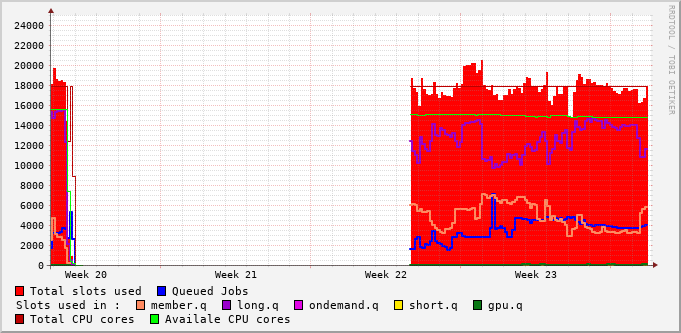 24000
22000
20000
18000
16000
14000
12000
10000
8000
6000
4000
2000
0
Week 20 Week 21 Week 22 Week 23
RRDTOOL / TOBI OETIKER
Total slots used Queued Jobs
Slots used in : member.q long.q ondemand.q short.q gpu.q
Total CPU cores Availale CPU cores